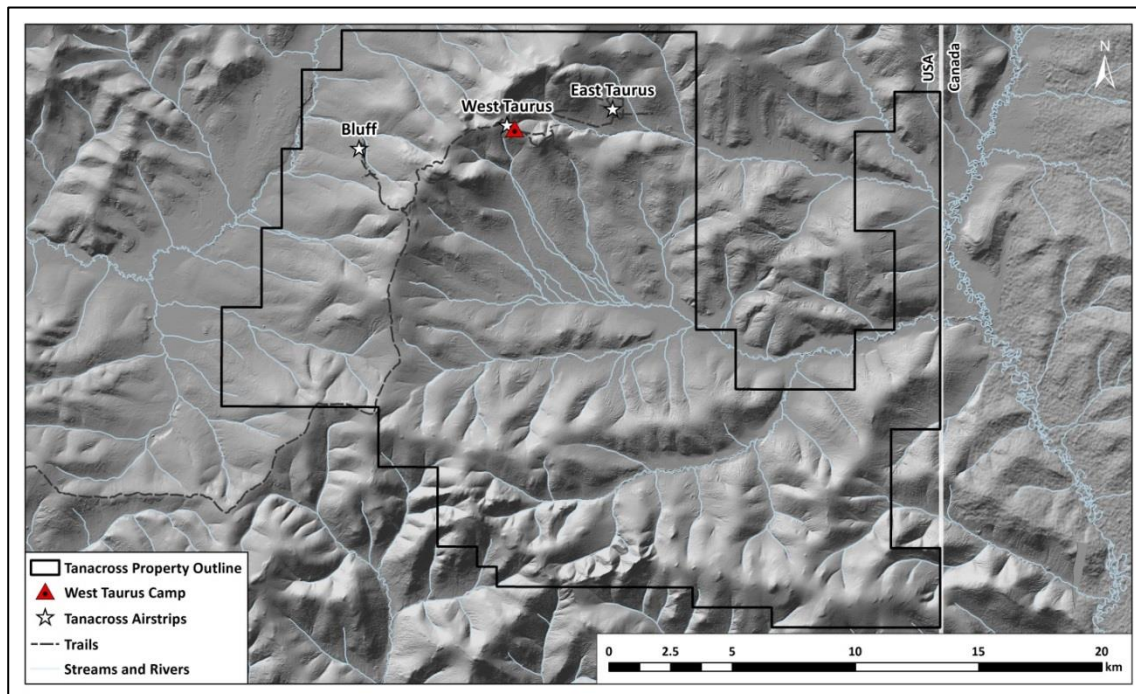 USA
Canada
N
East Taurus
West Taurus
Bluff
Tanacross Property Outline
West Taurus Camp
Tanacross Airstrips
Trails
Streams and Rivers
0 2.5 5 10 15 20
km